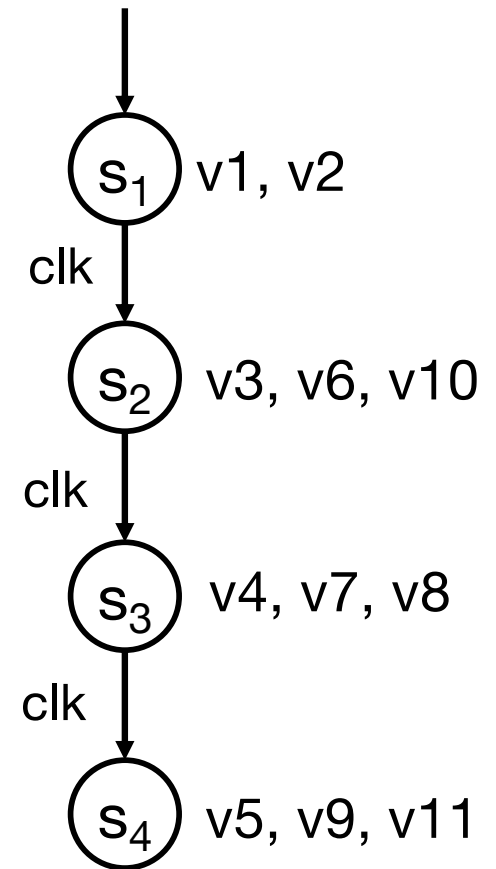 s₁ v1, v2
clk
s₂ v3, v6, v10
clk
s₃ v4, v7, v8
clk
s₄ v5, v9, v11